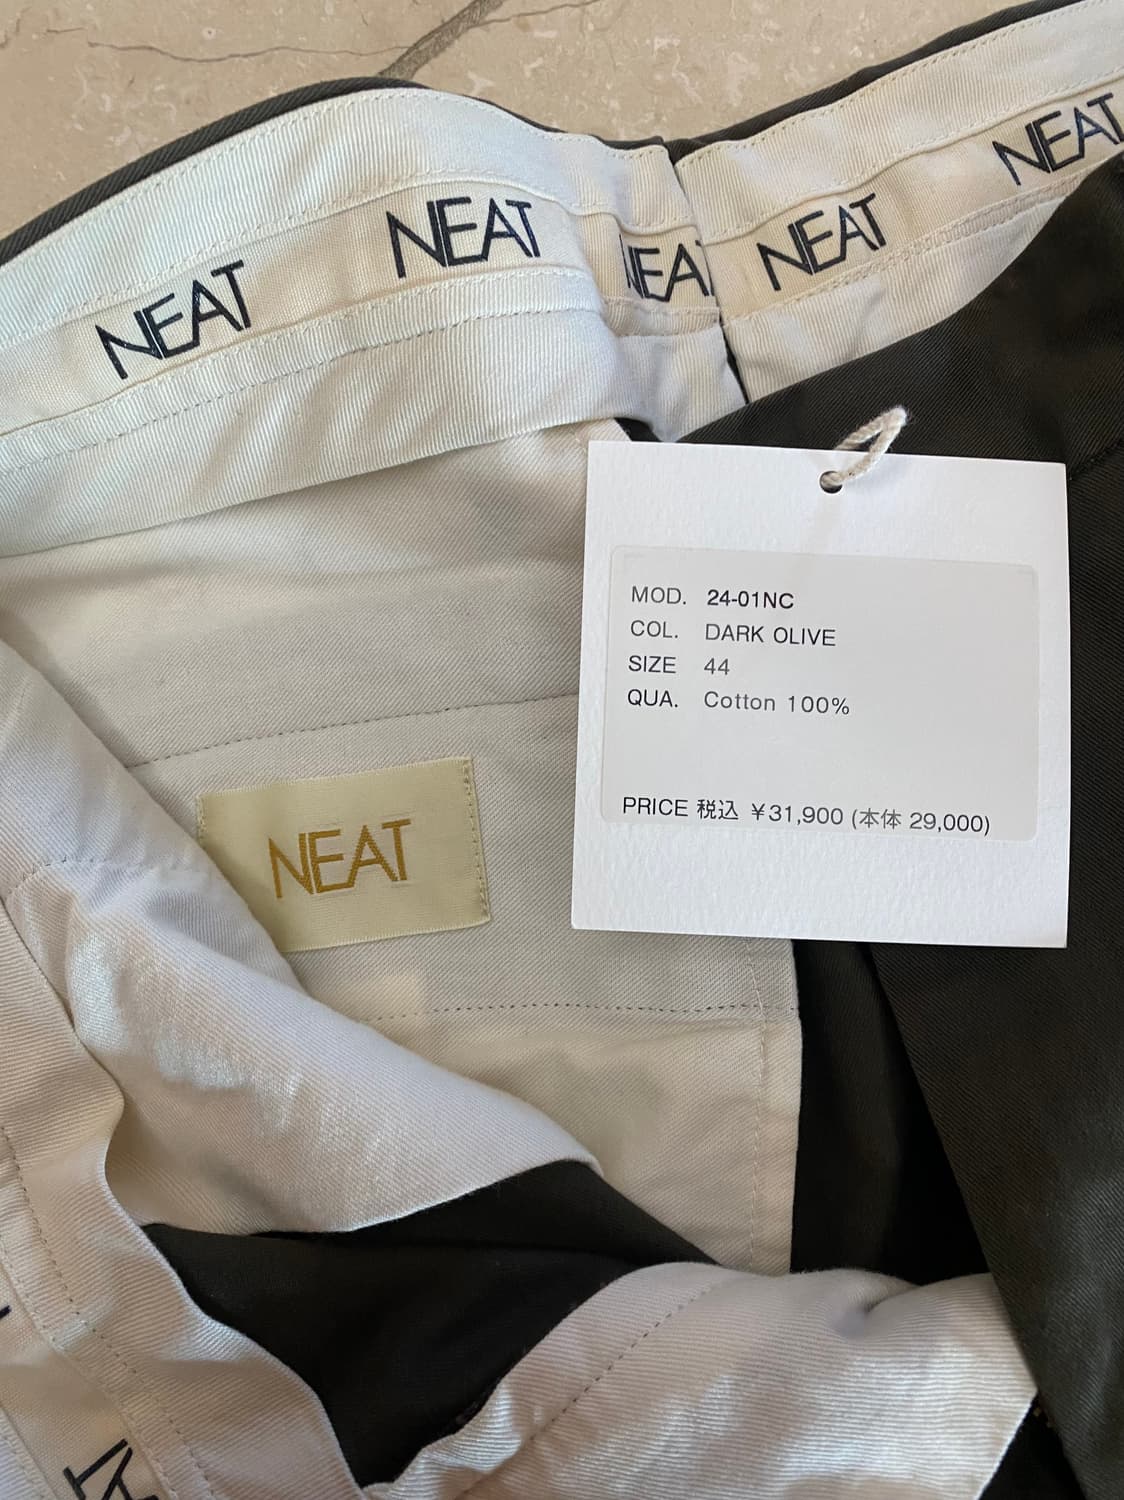 NEAT
NEAT
NEA
NEAT
NEAT
MOD. 24-01NC
COL. DARK OLIVE
SIZE 44
QUA. Cotton 100%
PRICE 税込 ¥31,900 (本体 29,000)
NEAT